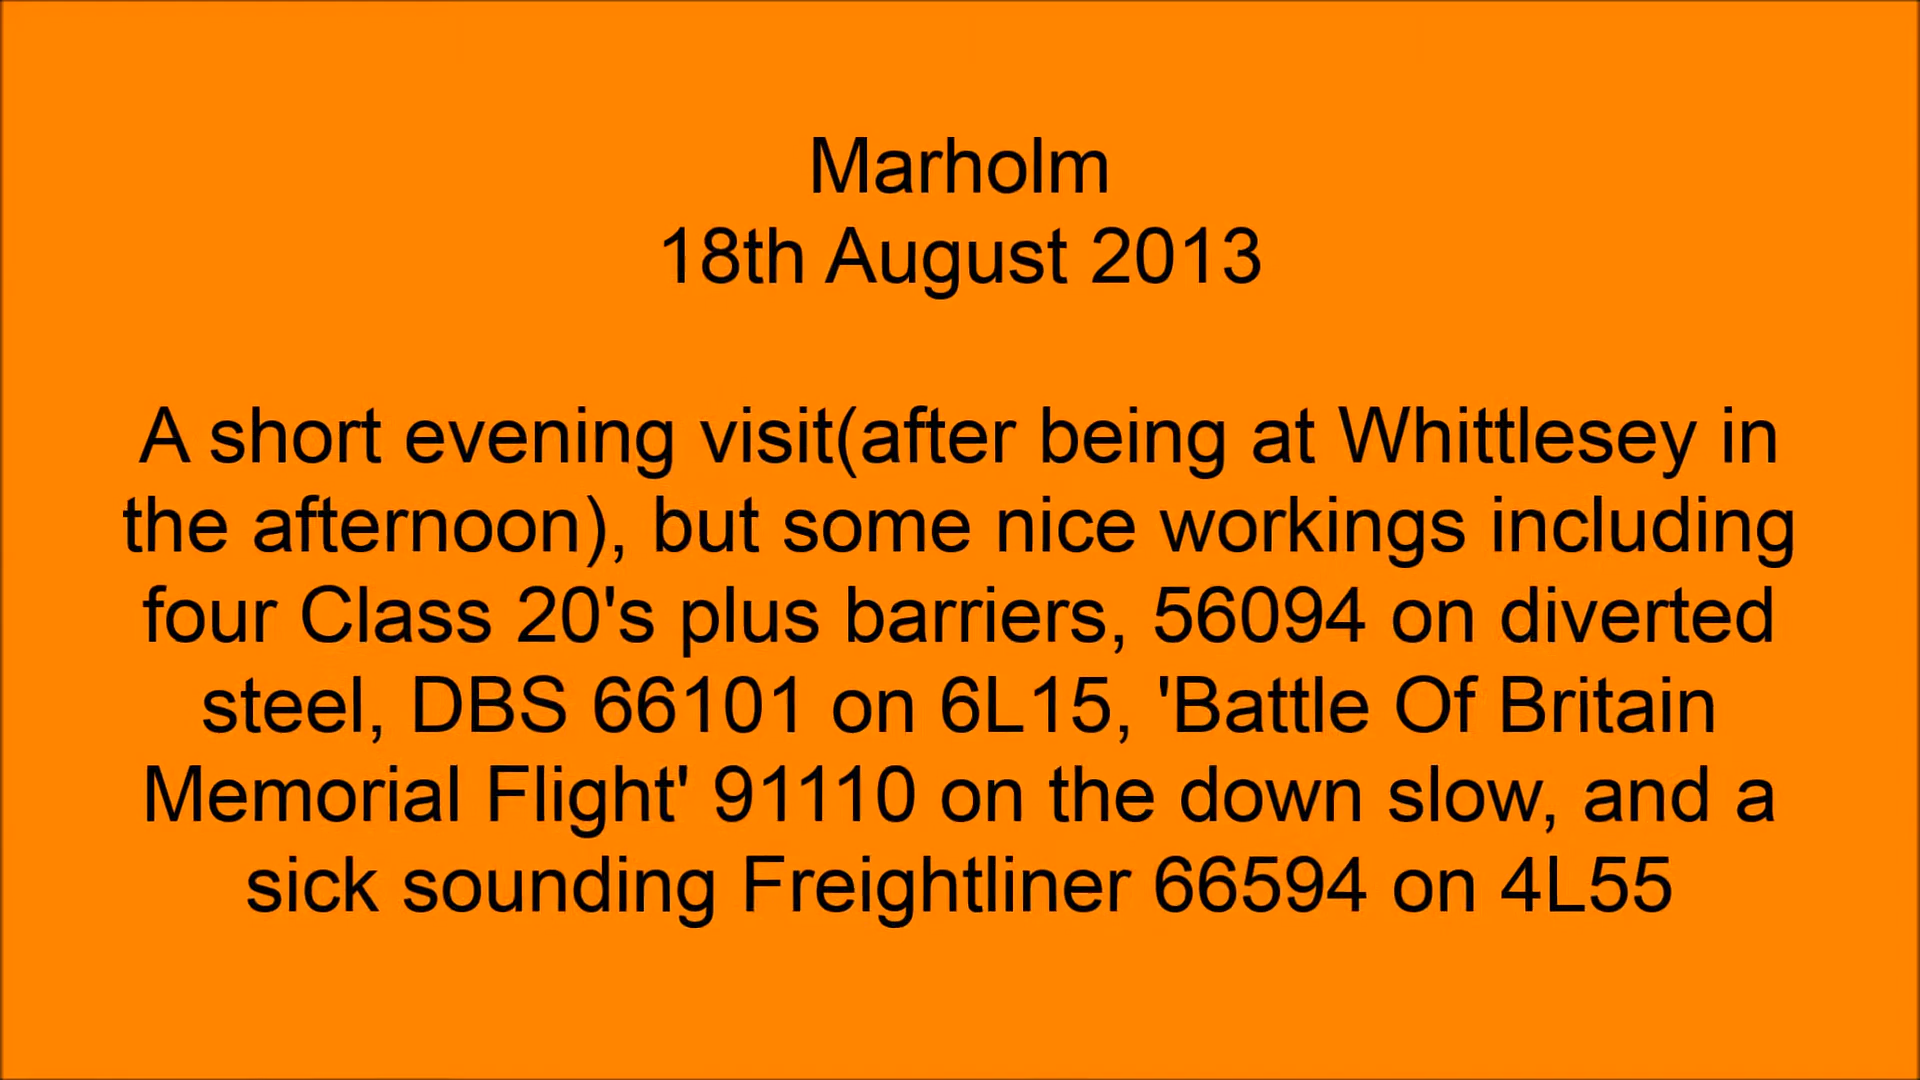 Marholm
18th August 2013
A short evening visit(after being at Whittlesey in
the afternoon), but some nice workings including
four Class 20's plus barriers, 56094 on diverted
steel, DBS 66101 on 6L15, 'Battle Of Britain
Memorial Flight' 91110 on the down slow, and a
sick sounding Freightliner 66594 on 4L55